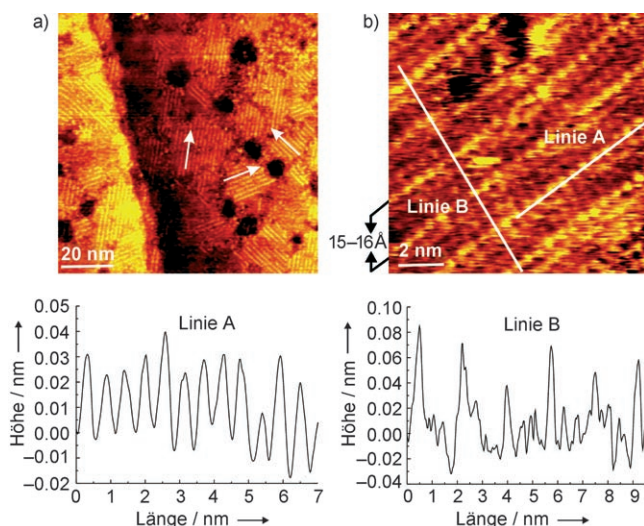 a)
20 nm
b)
Linie A
Linie B
15–16Å
2 nm
Linie A
Höhe / nm
0.05
0.04
0.03
0.02
0.01
0.00
–0.01
–0.02
0 1 2 3 4 5 6 7
Länge / nm
Linie B
Höhe / nm
0.10
0.08
0.06
0.04
0.02
0.00
–0.02
–0.04
0 1 2 3 4 5 6 7 8 9
Länge / nm